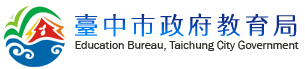 臺中市政府教育局
Education Bureau, Taichung City Government